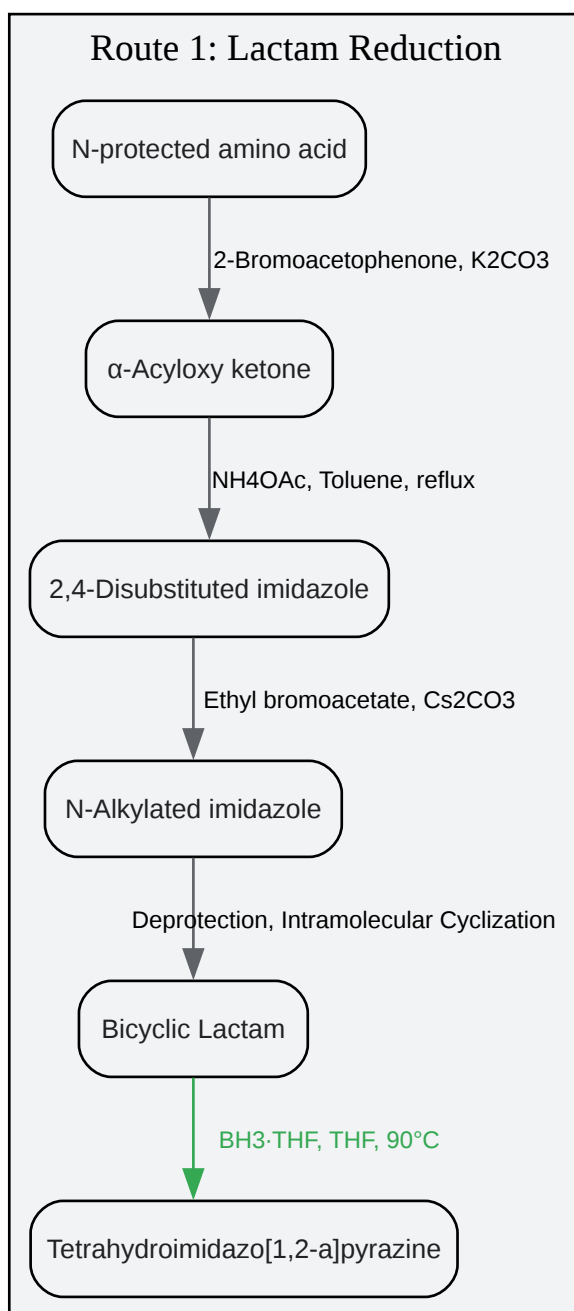 Route 1: Lactam Reduction
N-protected amino acid
2-Bromoacetophenone, K2CO3
α-Acyloxy ketone
NH4OAc, Toluene, reflux
2,4-Disubstituted imidazole
Ethyl bromoacetate, Cs2CO3
N-Alkylated imidazole
Deprotection, Intramolecular Cyclization
Bicyclic Lactam
BH3·THF, THF, 90°C
Tetrahydroimidazo[1,2-a]pyrazine